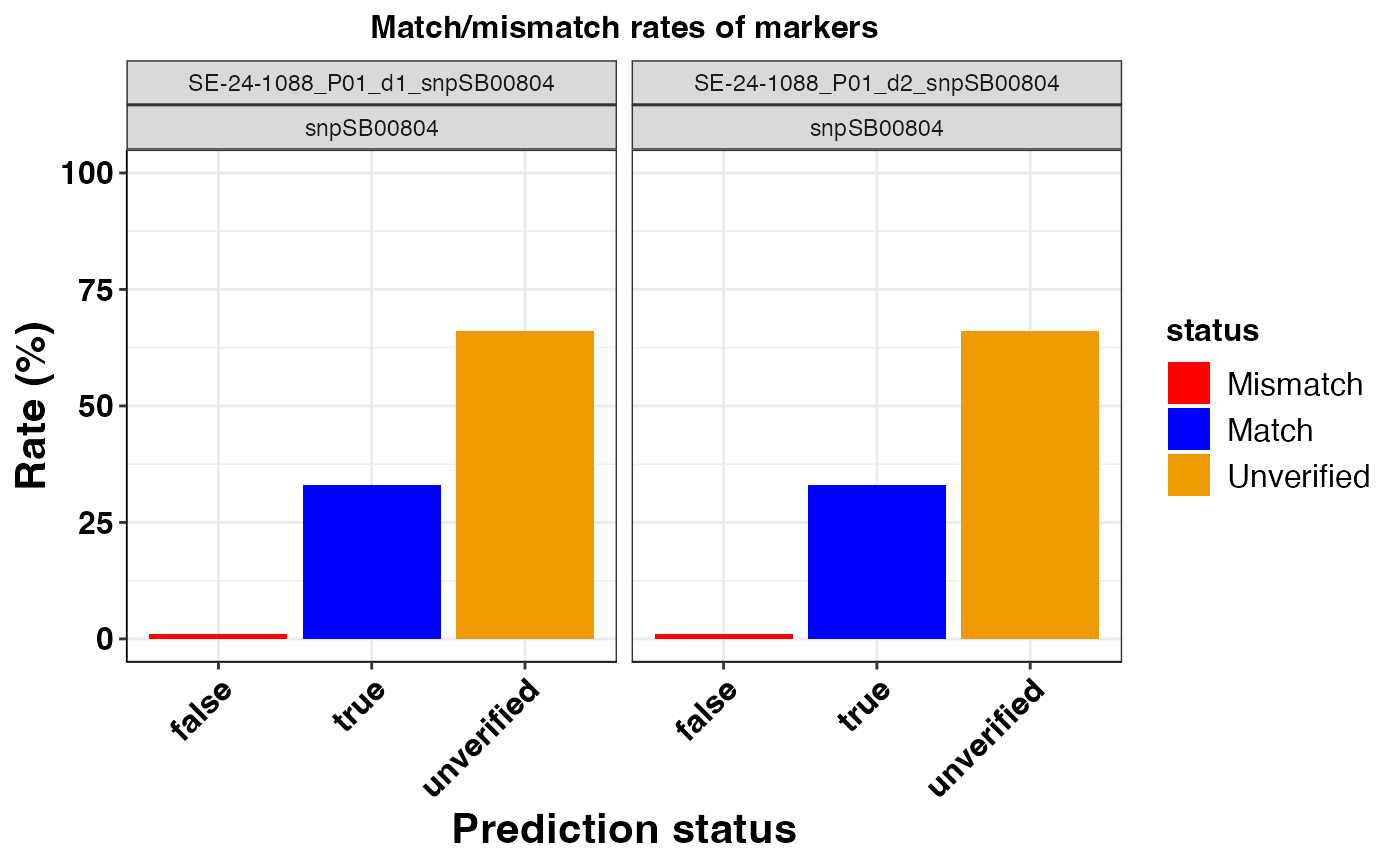 Match/mismatch rates of markers
SE-24-1088_P01_d1_snpSB00804
SE-24-1088_P01_d2_snpSB00804
snpSB00804
snpSB00804
Rate (%)
100
75
50
25
0
false
true
unverified
false
true
unverified
Prediction status
status
Mismatch
Match
Unverified